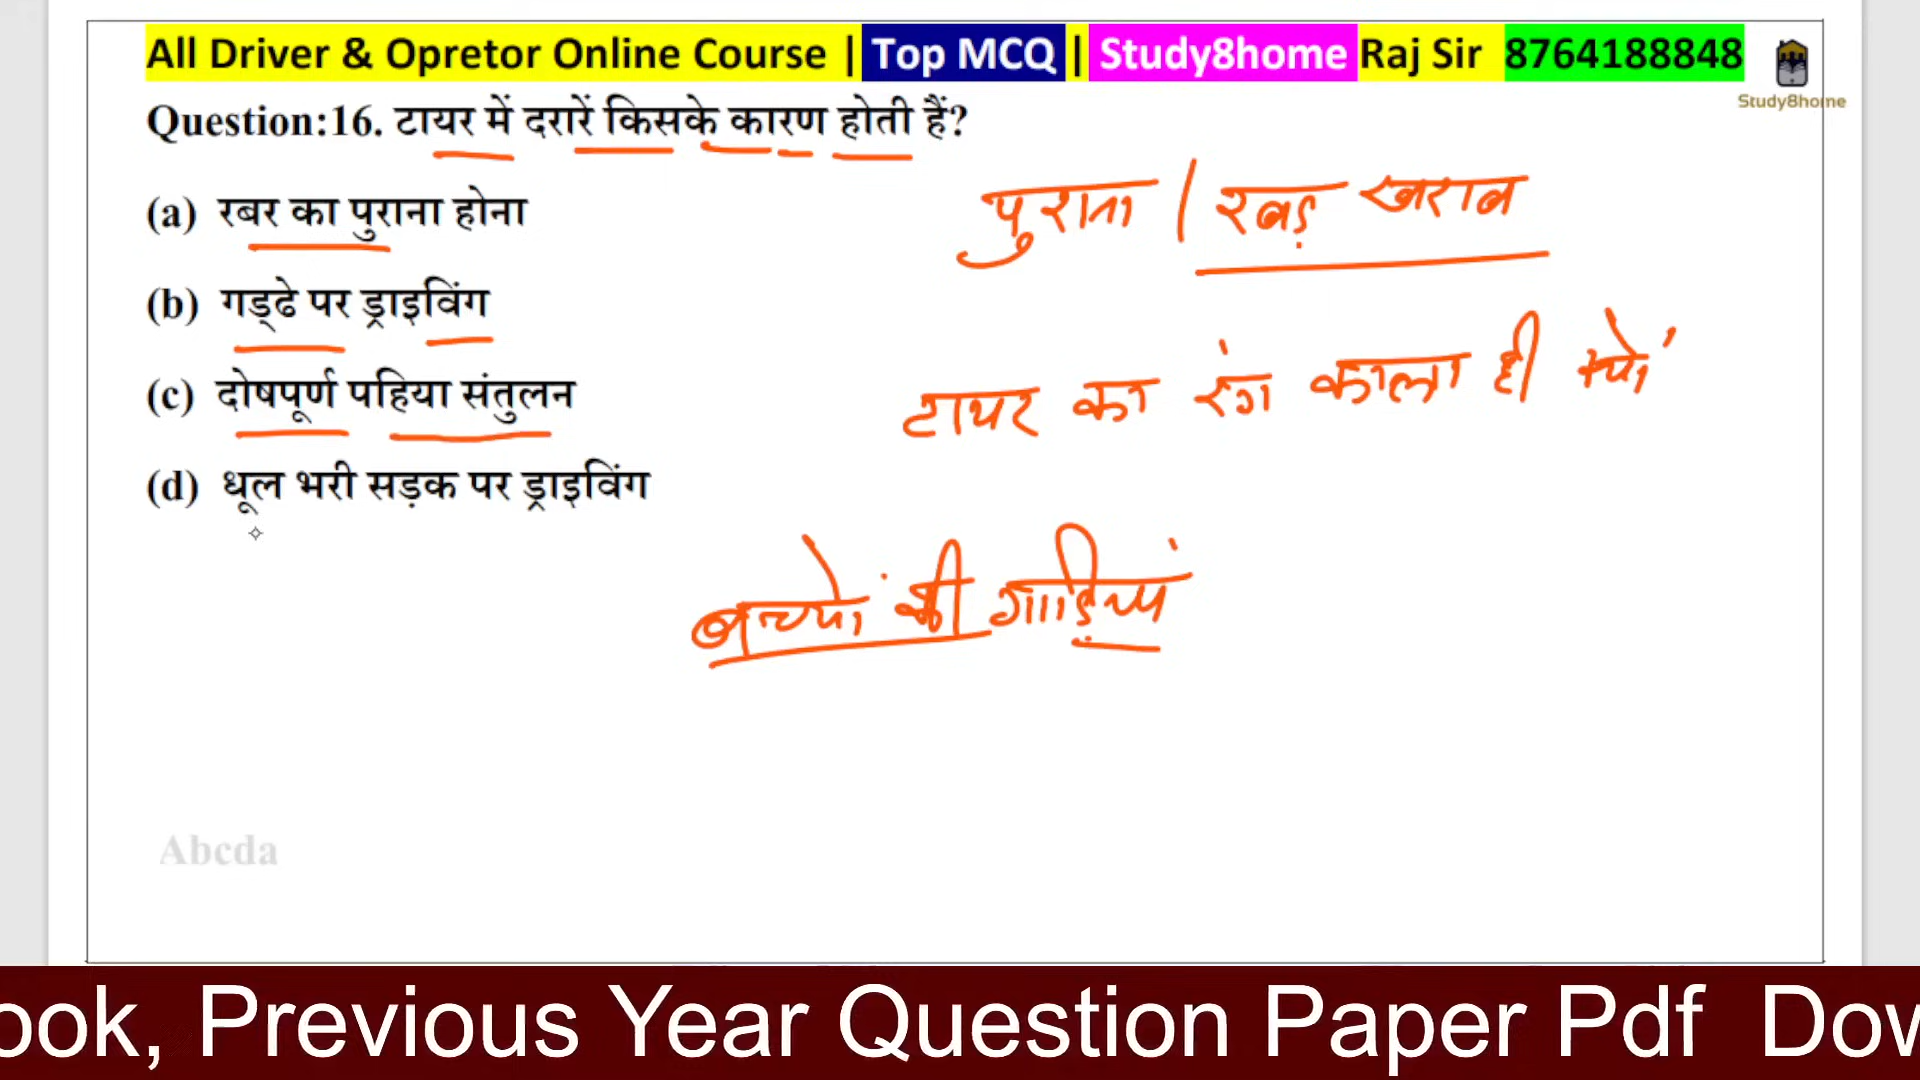 All Driver & Opretor Online Course | Top MCQ | Study8home Raj Sir 8764188848
Study8home
Question:16. टायर में दरारें किसके कारण होती हैं?
(a) रबर का पुराना होना
पुराना / रबड़ खराब
(b) गड्ढे पर ड्राइविंग
टायर का रंग काला ही क्यों
(c) दोषपूर्ण पहिया संतुलन
(d) धूल भरी सड़क पर ड्राइविंग
बच्चों की गाड़ियां
Abcda
ook, Previous Year Question Paper Pdf Dow